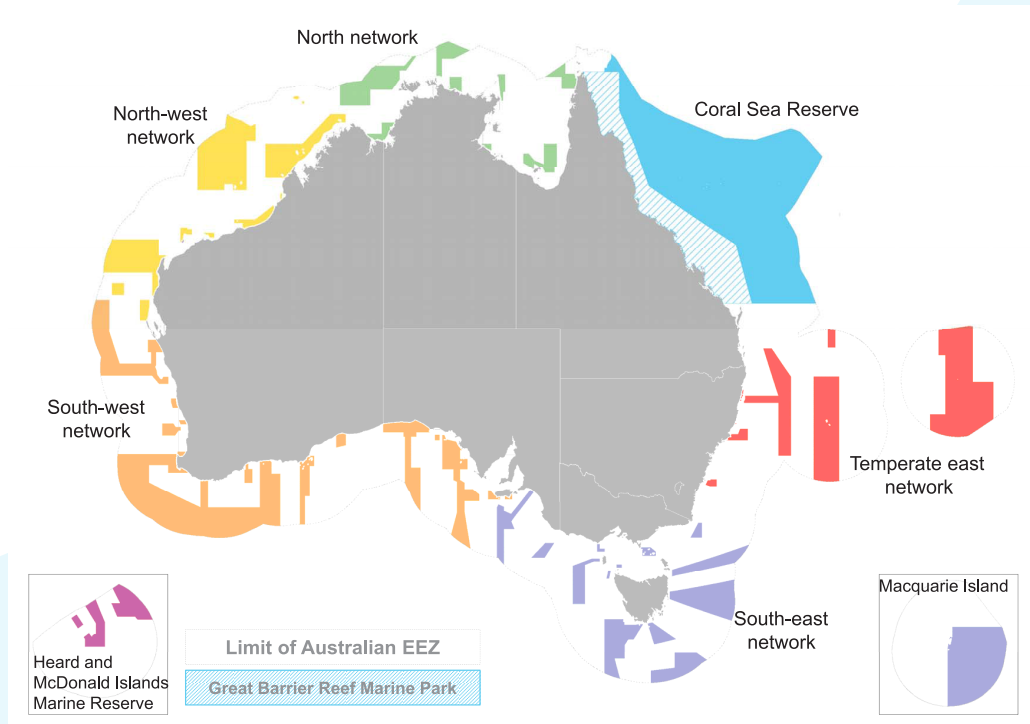 North network
North-west
network
Coral Sea Reserve
South-west
network
Temperate east
network
South-east
network
Macquarie Island
Heard and
McDonald Islands
Marine Reserve
Limit of Australian EEZ
Great Barrier Reef Marine Park